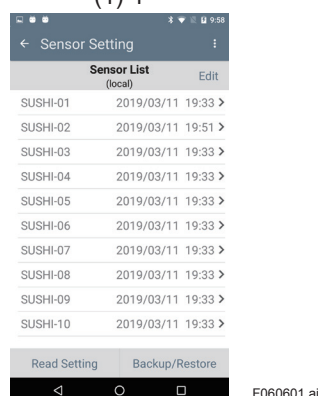 9:58
Sensor Setting
Sensor List
(local)
Edit
SUSHI-01 2019/03/11 19:33
SUSHI-02 2019/03/11 19:51
SUSHI-03 2019/03/11 19:33
SUSHI-04 2019/03/11 19:33
SUSHI-05 2019/03/11 19:33
SUSHI-06 2019/03/11 19:33
SUSHI-07 2019/03/11 19:33
SUSHI-08 2019/03/11 19:33
SUSHI-09 2019/03/11 19:33
SUSHI-10 2019/03/11 19:33
Read Setting Backup/Restore
F060601.ai